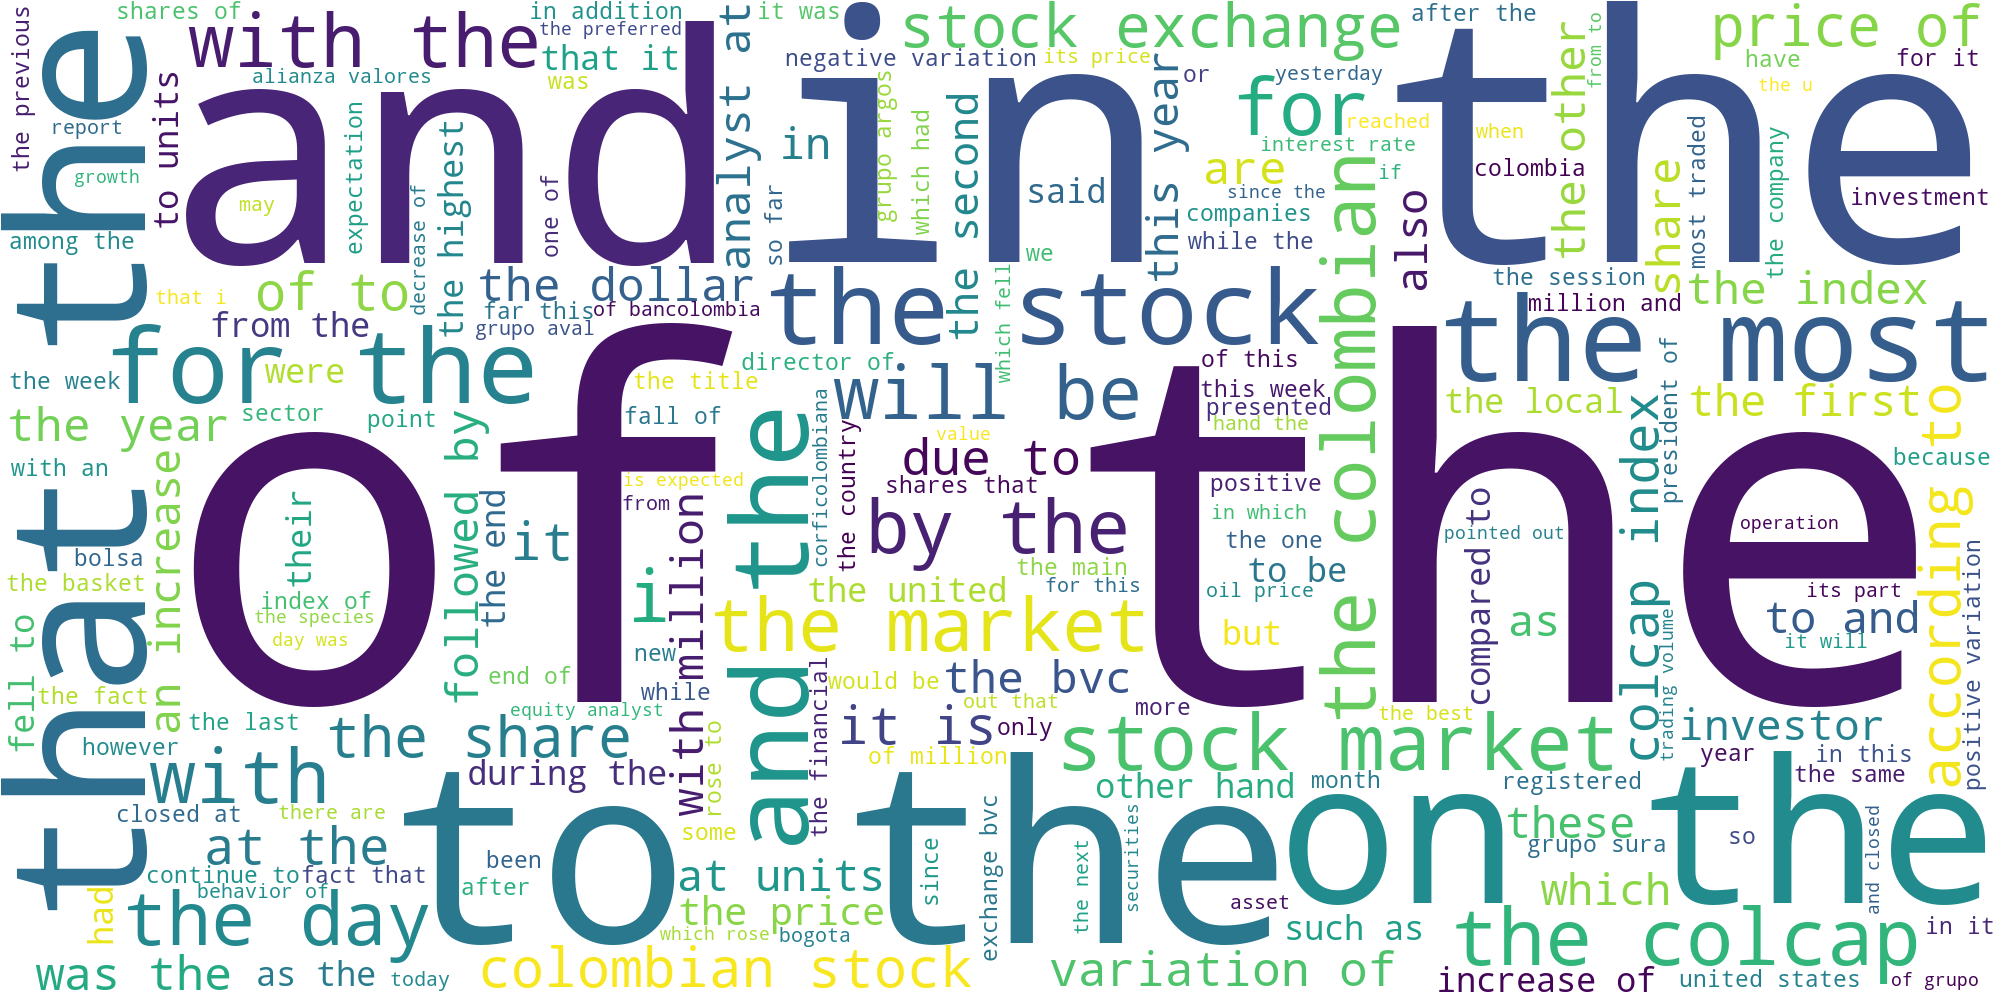 shares of
with the
in addition
the preferred
that it
was
it was
stock exchange
after the
price of
have
for it
the previous
to units
alianza valores
and
analyst at
negative variation
its price
in
or
yesterday
for
the other
from to
the u
report
growth
may
expectation
decrease of
the highest
one of
so far
in
grupo argos
which had
the second
said
we
this year
interest rate
reached
are
since the
companies
while the
if
when
colombia
the
also
share
most traded
the company
investment
among the
that i
of to
from the
the dollar
far this
of bancolombia
grupo aval
the stock
which fell
the colombian
the session
million and
the index
the most
for the
were
the week
sector
point
the year
with an
director of
the title
fall of
will be
of this
this week
presented
hand the
the local
president of
the first
according to
because
that the
of the
followed by
the end
it
is expected
from
and the
corficolombiana
the country
value
due to
shares that
by the
positive
in which
the one
to be
oil price
compared to
pointed out
colcap index
operation
its part
to and
it will
positive variation
bolsa
the basket
an increase
fell to
their
index of
the species
day was
i
with million
the main
for this
the united
the market
but
as
trading volume
the fact
the last
however
end of
new
while
equity analyst
rose to
the financial
would be
the bvc
out that
it is
only
more
of million
stock market
the best
investor
year
in this
the same
with
the share
during the
closed at
there are
to the
some
other hand
month
registered
on the
these
grupo sura
so
and closed
at the
continue to
fact that
behavior of
been
after
at units
since
exchange bvc
the next
securities
asset
which
had
the day
the price
which rose
bogota
such as
the colcap
in it
was the
as the
today
colombian stock
variation of
increase of
united states
of grupo